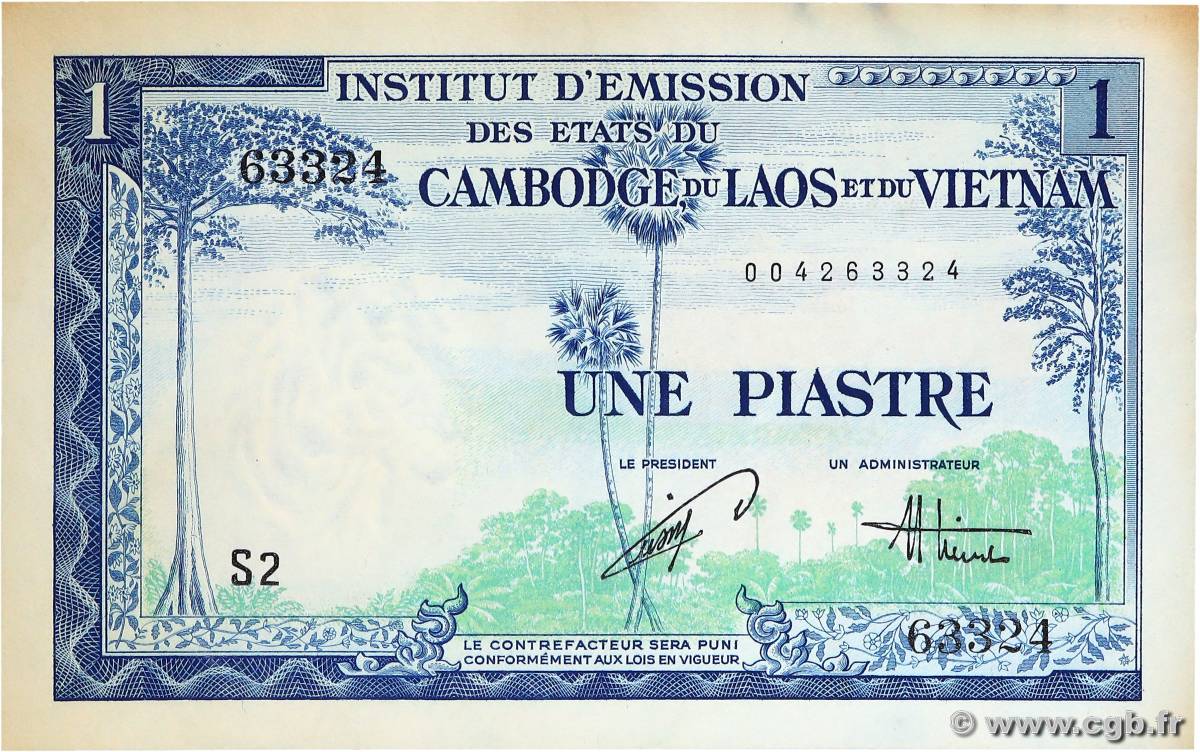 1
1
INSTITUT D'EMISSION
DES ETATS DU
63324
CAMBODGE, DU LAOS ET DU VIETNAM
004263324
UNE PIASTRE
LE PRESIDENT
UN ADMINISTRATEUR
S2
63324
LE CONTREFACTEUR SERA PUNI
CONFORMÉMENT AUX LOIS EN VIGUEUR
© www.cgb.fr